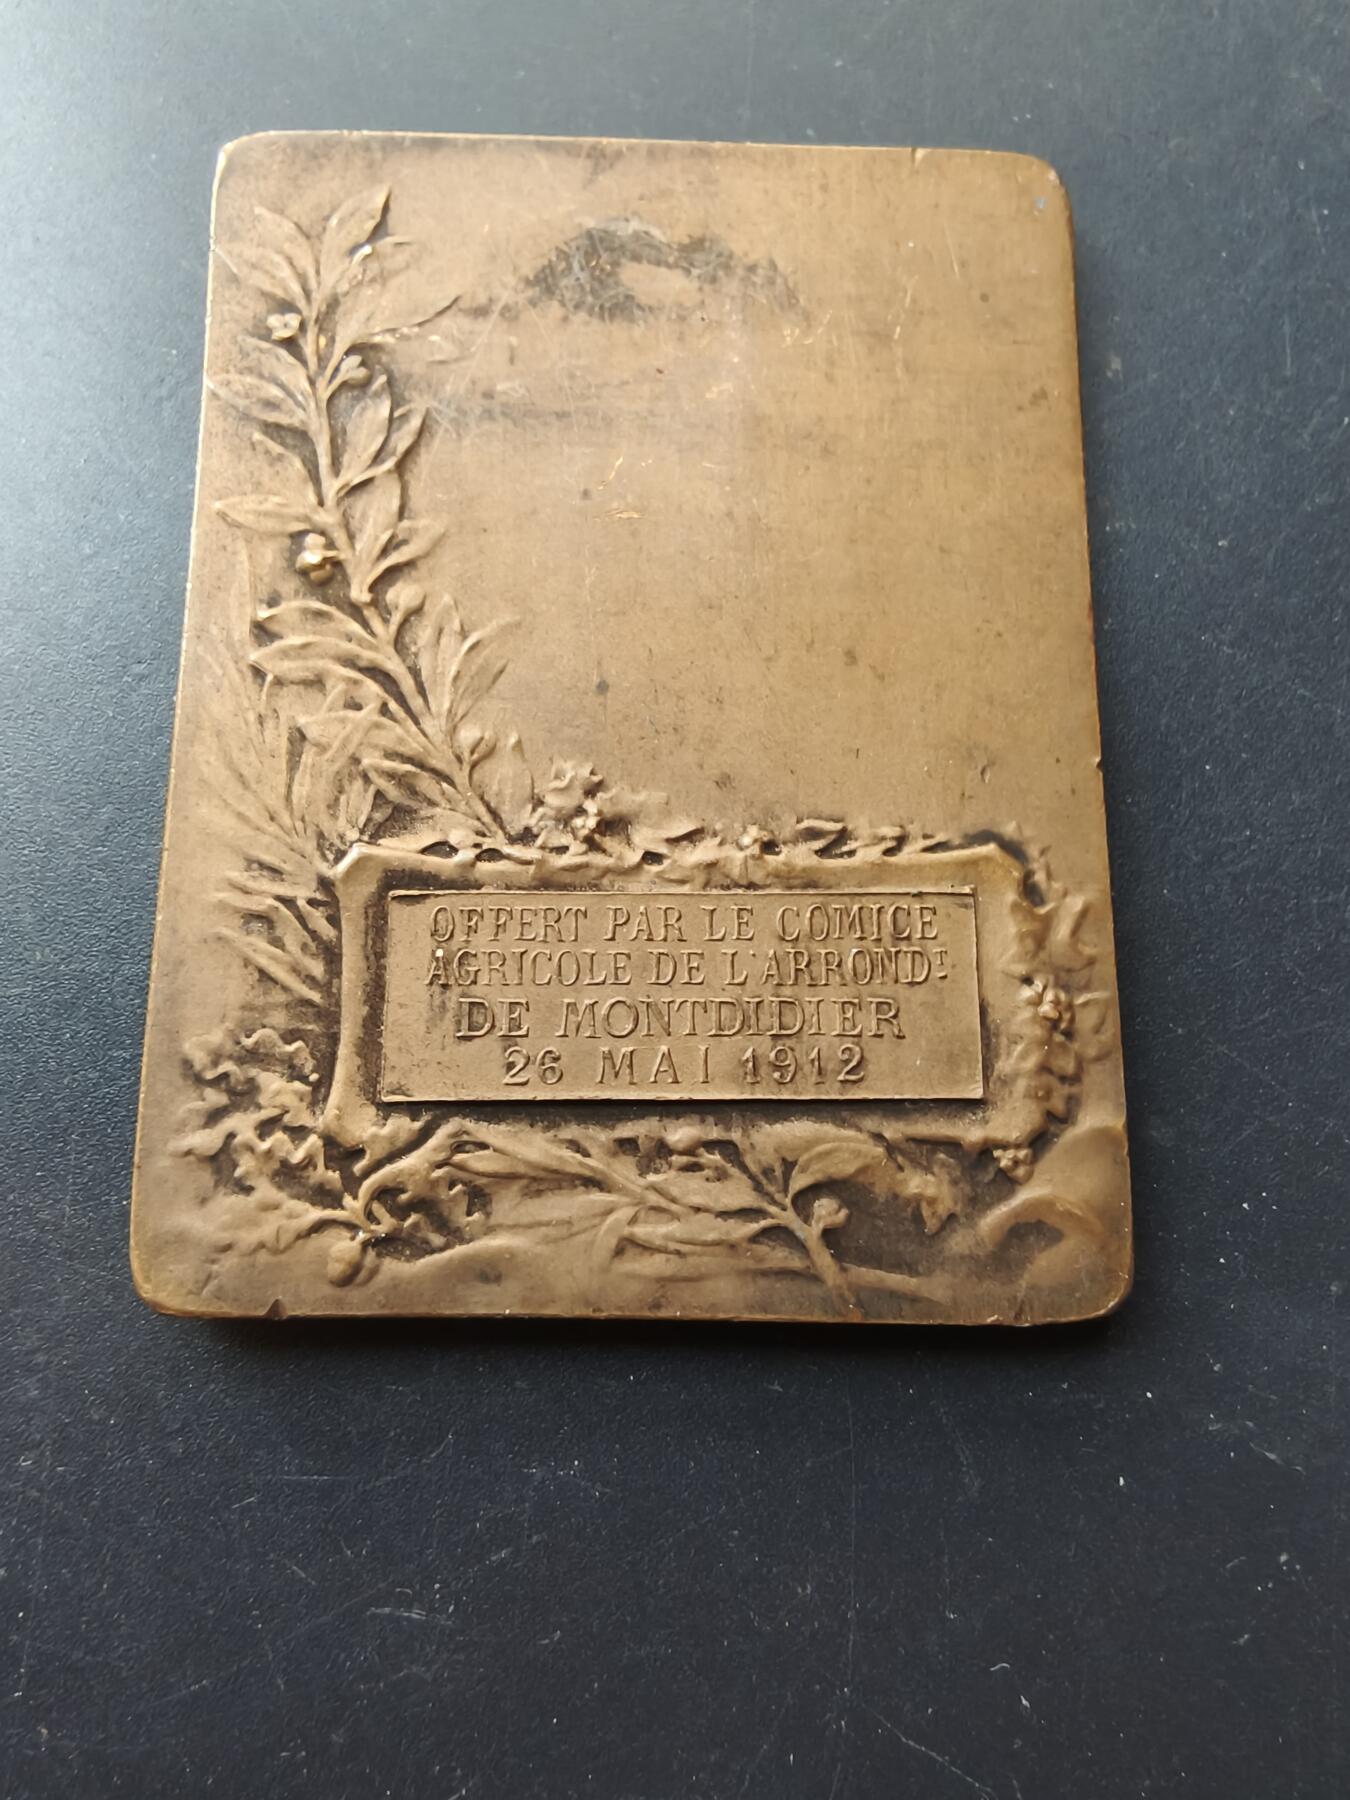 OFFERT PAR LE COMICE
AGRICOLE DE L'ARRONDT
DE MONTDIDIER
26 MAI 1912